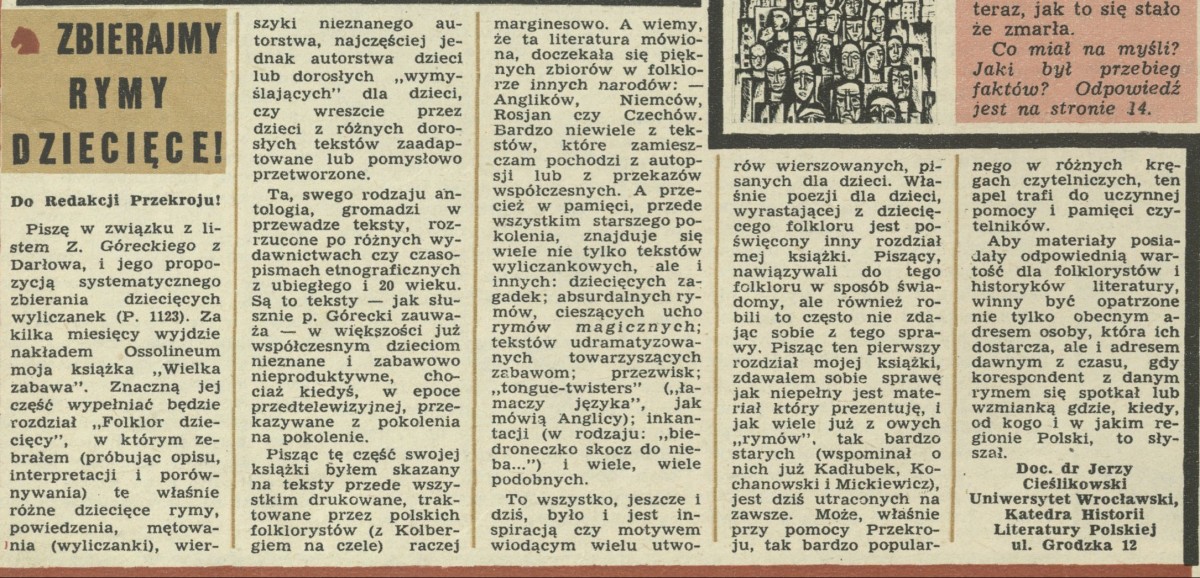 ZBIERAJMY
RYMY
DZIECIĘCE!
Do Redakcji Przekroju!
Piszę w związku z li-
stem Z. Góreckiego z
Darłowa, i jego propo-
zycją systematycznego
zbierania dziecięcych
wyliczanek (P. 1123). Za
kilka miesięcy wyjdzie
nakładem Ossolineum
moja książka „Wielka
zabawa”. Znaczną jej
część wypełniać będzie
rozdział „Folklor dzie-
cięcy”, w którym ze-
brałem (próbując opisu,
interpretacji i porów-
nywania) te właśnie
różne dziecięce rymy,
powiedzenia, mętowa-
nia (wyliczanki), wier-
szyki nieznanego au-
torstwa, najczęściej je-
dnak autorstwa dzieci
lub dorosłych „wymy-
ślających” dla dzieci,
czy wreszcie przez
dzieci z różnych doro-
słych tekstów zaadap-
towane lub pomysłowo
przetworzone.
Ta, swego rodzaju an-
tologia, gromadzi w
przewadze teksty, roz-
rzucone po różnych wy-
dawnictwach czy czaso-
pismach etnograficznych
z ubiegłego i 20 wieku.
Są to teksty — jak słu-
sznie p. Górecki zauwa-
ża — w większości już
współczesnym dzieciom
nieznane i zabawowo
nieproduktywne, cho-
ciaż kiedyś, w epoce
przedtelewizyjnej, prze-
kazywane z pokolenia
na pokolenie.
Pisząc tę część swojej
książki byłem skazany
na teksty przede wszy-
stkim drukowane, trak-
towane przez polskich
folklorystów (z Kolber-
giem na czele) raczej
marginesowo. A wiemy,
że ta literatura mówio-
na, doczekała się pięk-
nych zbiorów w folklo-
rze innych narodów: —
Anglików, Niemców,
Rosjan czy Czechów.
Bardzo niewiele z tek-
stów, które zamiesz-
czam pochodzi z autop-
sji lub z przekazów
współczesnych. A prze-
cież w pamięci, przede
wszystkim starszego po-
kolenia, znajduje się
wiele nie tylko tekstów
wyliczankowych, ale i
innych: dziecięcych za-
gadek; absurdalnych ry-
mów, cieszących ucho
rymów magicznych;
tekstów udramatyzowa-
nych towarzyszących
zabawom; przezwisk;
„tongue-twisters” („ła-
maczy języka”, jak
mówią Anglicy); inkan-
tacji (w rodzaju: „bie-
droneczko skocz do nie-
ba...”) i wiele, wiele
podobnych.
To wszystko, jeszcze i
dziś, było i jest in-
spiracją czy motywem
wiodącym wielu utwo-
rów wierszowanych, pi-
sanych dla dzieci. Wła-
śnie poezji dla dzieci,
wyrastającej z dziecię-
cego folkloru jest po-
święcony inny rozdział
mej książki. Piszący,
nawiązywali do tego
folkloru w sposób świa-
domy, ale również ro-
bili to często nie zda-
jąc sobie z tego spra-
wy. Pisząc ten pierwszy
rozdział mojej książki,
zdawałem sobie sprawę
jak niepełny jest mate-
riał który prezentuję, i
jak wiele już z owych
„rymów”, tak bardzo
starych (wspominał o
nich już Kadłubek, Ko-
chanowski i Mickiewicz),
jest dziś utraconych na
zawsze. Może, właśnie
przy pomocy Przekro-
ju, tak bardzo popular-
nego w różnych krę-
gach czytelniczych, ten
apel trafi do uczynnej
pomocy i pamięci czy-
telników.
Aby materiały posia-
dały odpowiednią war-
tość dla folklorystów i
historyków literatury,
winny być opatrzone
nie tylko obecnym a-
dresem osoby, która ich
dostarcza, ale i adresem
dawnym z czasu, gdy
korespondent z danym
rymem się spotkał lub
wzmianką gdzie, kiedy,
od kogo i w jakim re-
gionie Polski, to sły-
szał.
Doc. dr Jerzy
Cieślikowski
Uniwersytet Wrocławski,
Katedra Historii
Literatury Polskiej
ul. Grodzka 12
teraz, jak to się stało
że zmarła.
Co miał na myśli?
Jaki był przebieg
faktów? Odpowiedź
jest na stronie 14.